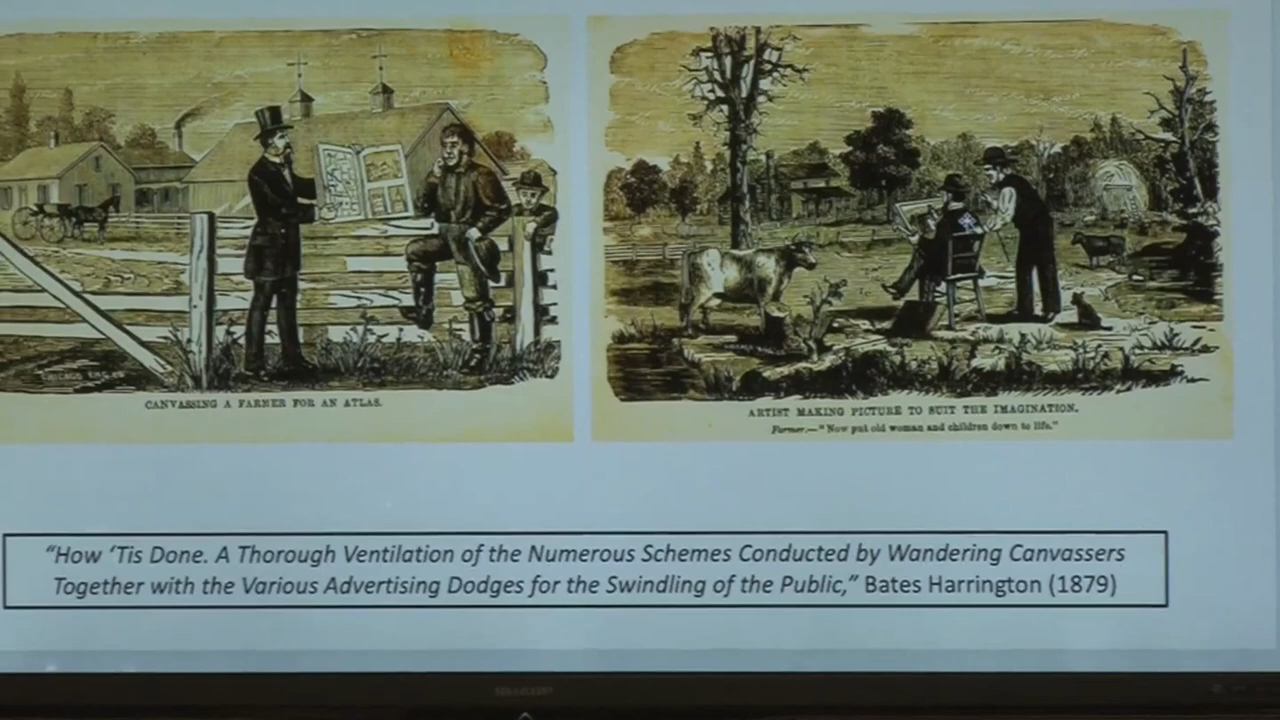 CANVASSING A FARMER FOR AN ATLAS.
ARTIST MAKING PICTURE TO SUIT THE IMAGINATION.
Farmer.—"Now put old woman and children down to life."
"How 'Tis Done. A Thorough Ventilation of the Numerous Schemes Conducted by Wandering Canvassers
Together with the Various Advertising Dodges for the Swindling of the Public," Bates Harrington (1879)
SHARP